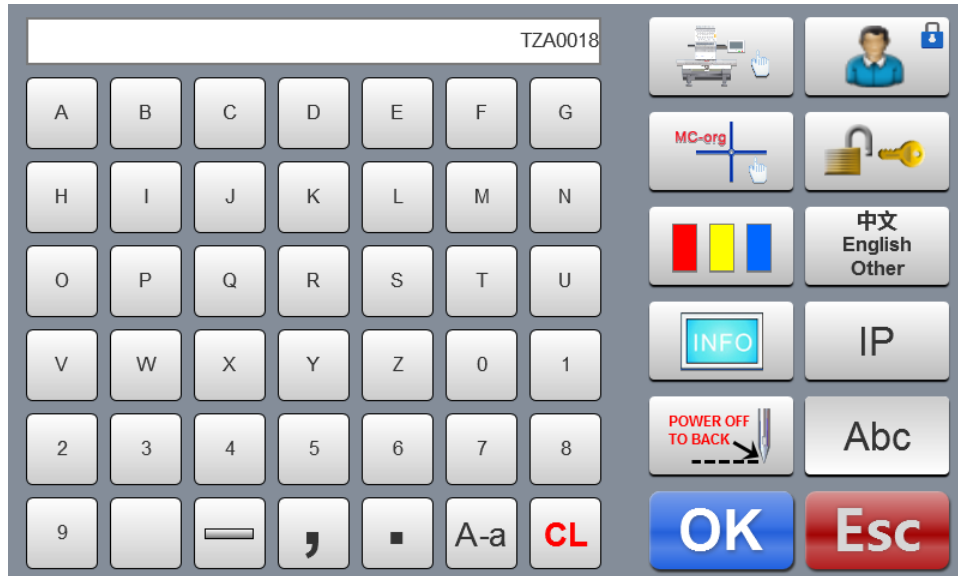 TZA0018
A B C D E F G
MC-org
H I J K L M N
中文
English
Other
O P Q R S T U
INFO
IP
V W X Y Z 0 1
POWER OFF
TO BACK
Abc
2 3 4 5 6 7 8
9 , . A-a CL
OK
Esc